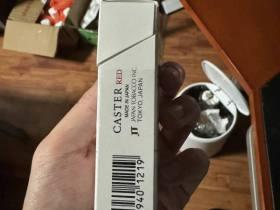 CASTER RED
MADE IN JAPAN
JT JAPAN TOBACCO INC.
TOKYO, JAPAN
940 1219